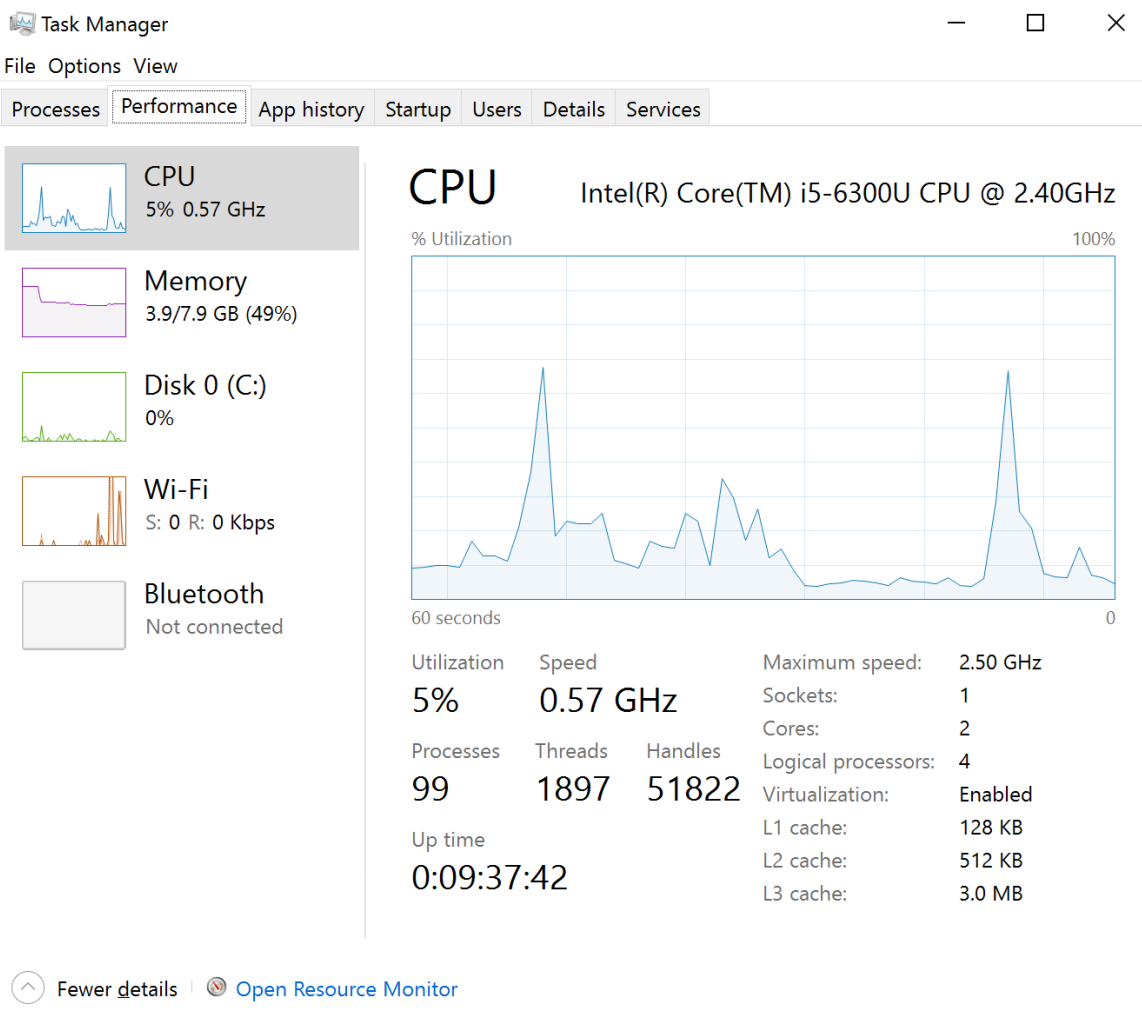 Task Manager
File Options View
Processes Performance App history Startup Users Details Services
CPU
5% 0.57 GHz
Memory
3.9/7.9 GB (49%)
Disk 0 (C:)
0%
Wi-Fi
S: 0 R: 0 Kbps
Bluetooth
Not connected
CPU Intel(R) Core(TM) i5-6300U CPU @ 2.40GHz
% Utilization 100%
60 seconds 0
Utilization Speed
5% 0.57 GHz
Processes Threads Handles
99 1897 51822
Up time
0:09:37:42
Maximum speed: 2.50 GHz
Sockets: 1
Cores: 2
Logical processors: 4
Virtualization: Enabled
L1 cache: 128 KB
L2 cache: 512 KB
L3 cache: 3.0 MB
Fewer details Open Resource Monitor